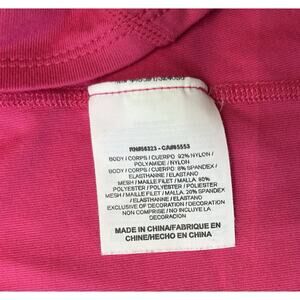 RN#56323 - CA#05553
BODY / CORPS / CUERPO: 92% NYLON /
POLYAMIDE / NYLON
BODY / CORPS / CUERPO: 8% SPANDEX /
ELASTHANNE / ELASTANO
MESH / MAILLE FILET / MALLA: 80%
POLYESTER / POLYESTER / POLIESTER
MESH / MAILLE FILET / MALLA: 20% SPANDEX /
ELASTHANNE / ELASTANO
EXCLUSIVE OF DECORATION / DECORATION
NON COMPRISE / NO INCLUYE LA
DECORACION
MADE IN CHINA/FABRIQUE EN
CHINE/HECHO EN CHINA